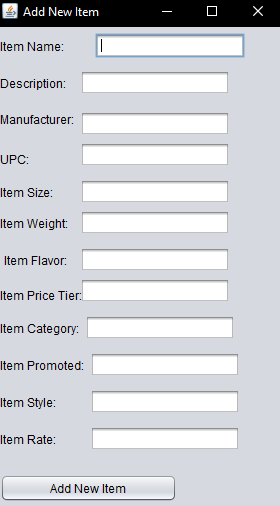 Add New Item
Item Name:
Description:
Manufacturer:
UPC:
Item Size:
Item Weight:
Item Flavor:
Item Price Tier:
Item Category:
Item Promoted:
Item Style:
Item Rate:
Add New Item